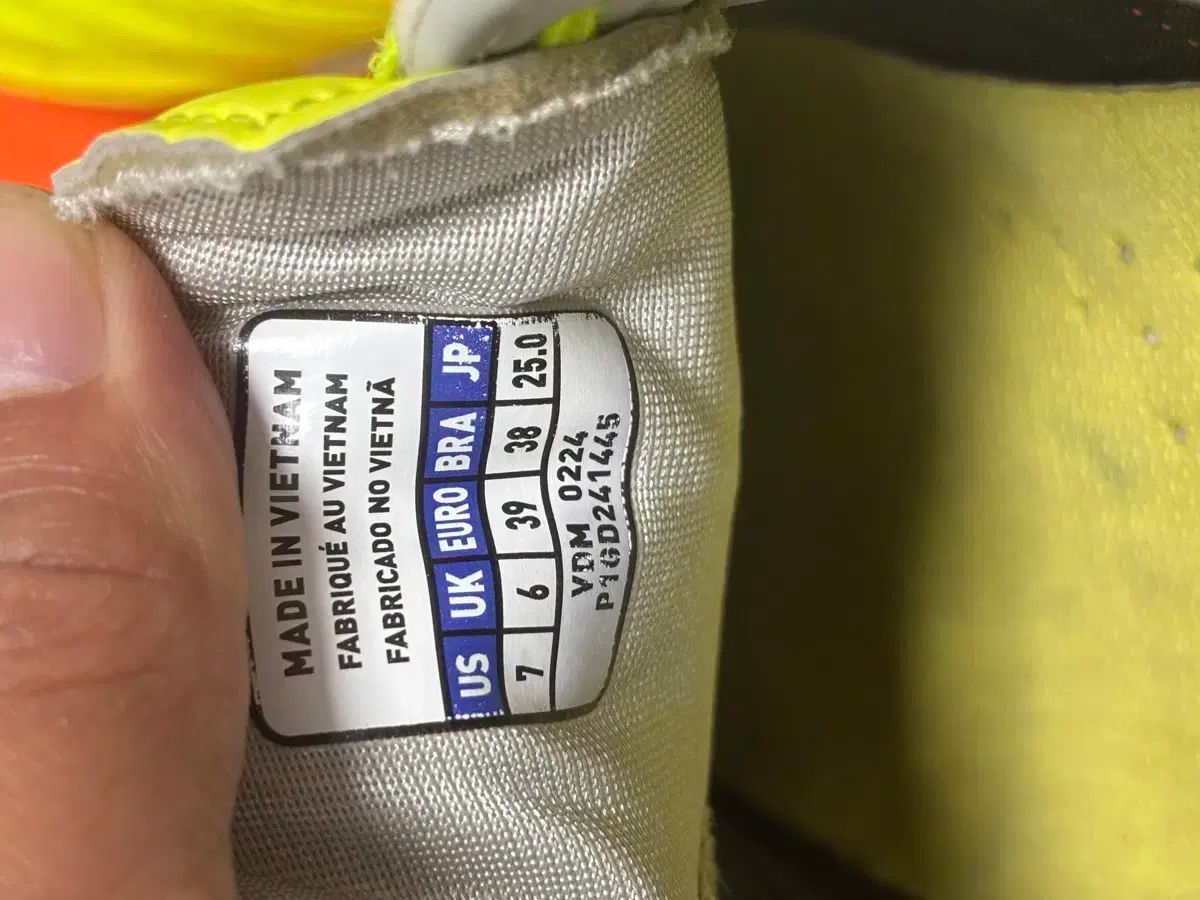 MADE IN VIETNAM
FABRIQUÉ AU VIETNAM
FABRICADO NO VIETNÃ
US UK EURO BRA JP
7 6 39 38 25.0
VDM 0224
P1GD241445